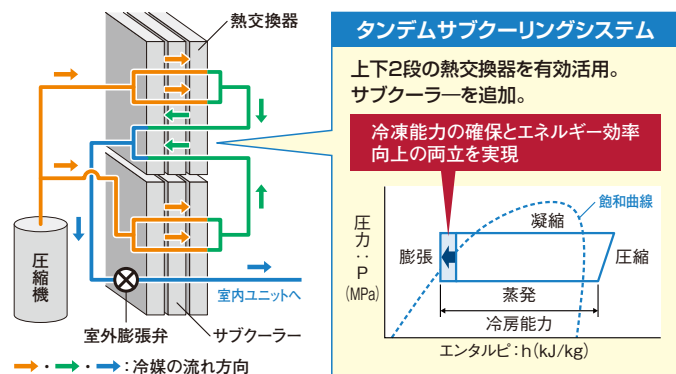 熱交換器
圧縮機
室外膨張弁
サブクーラー
室内ユニットへ
・・:冷媒の流れ方向
タンデムサブクーリングシステム
上下2段の熱交換器を有効活用。
サブクーラーを追加。
冷凍能力の確保とエネルギー効率
向上の両立を実現
飽和曲線
圧力:P
(MPa)
凝縮
膨張
圧縮
蒸発
冷房能力
エンタルピ:h(kJ/kg)